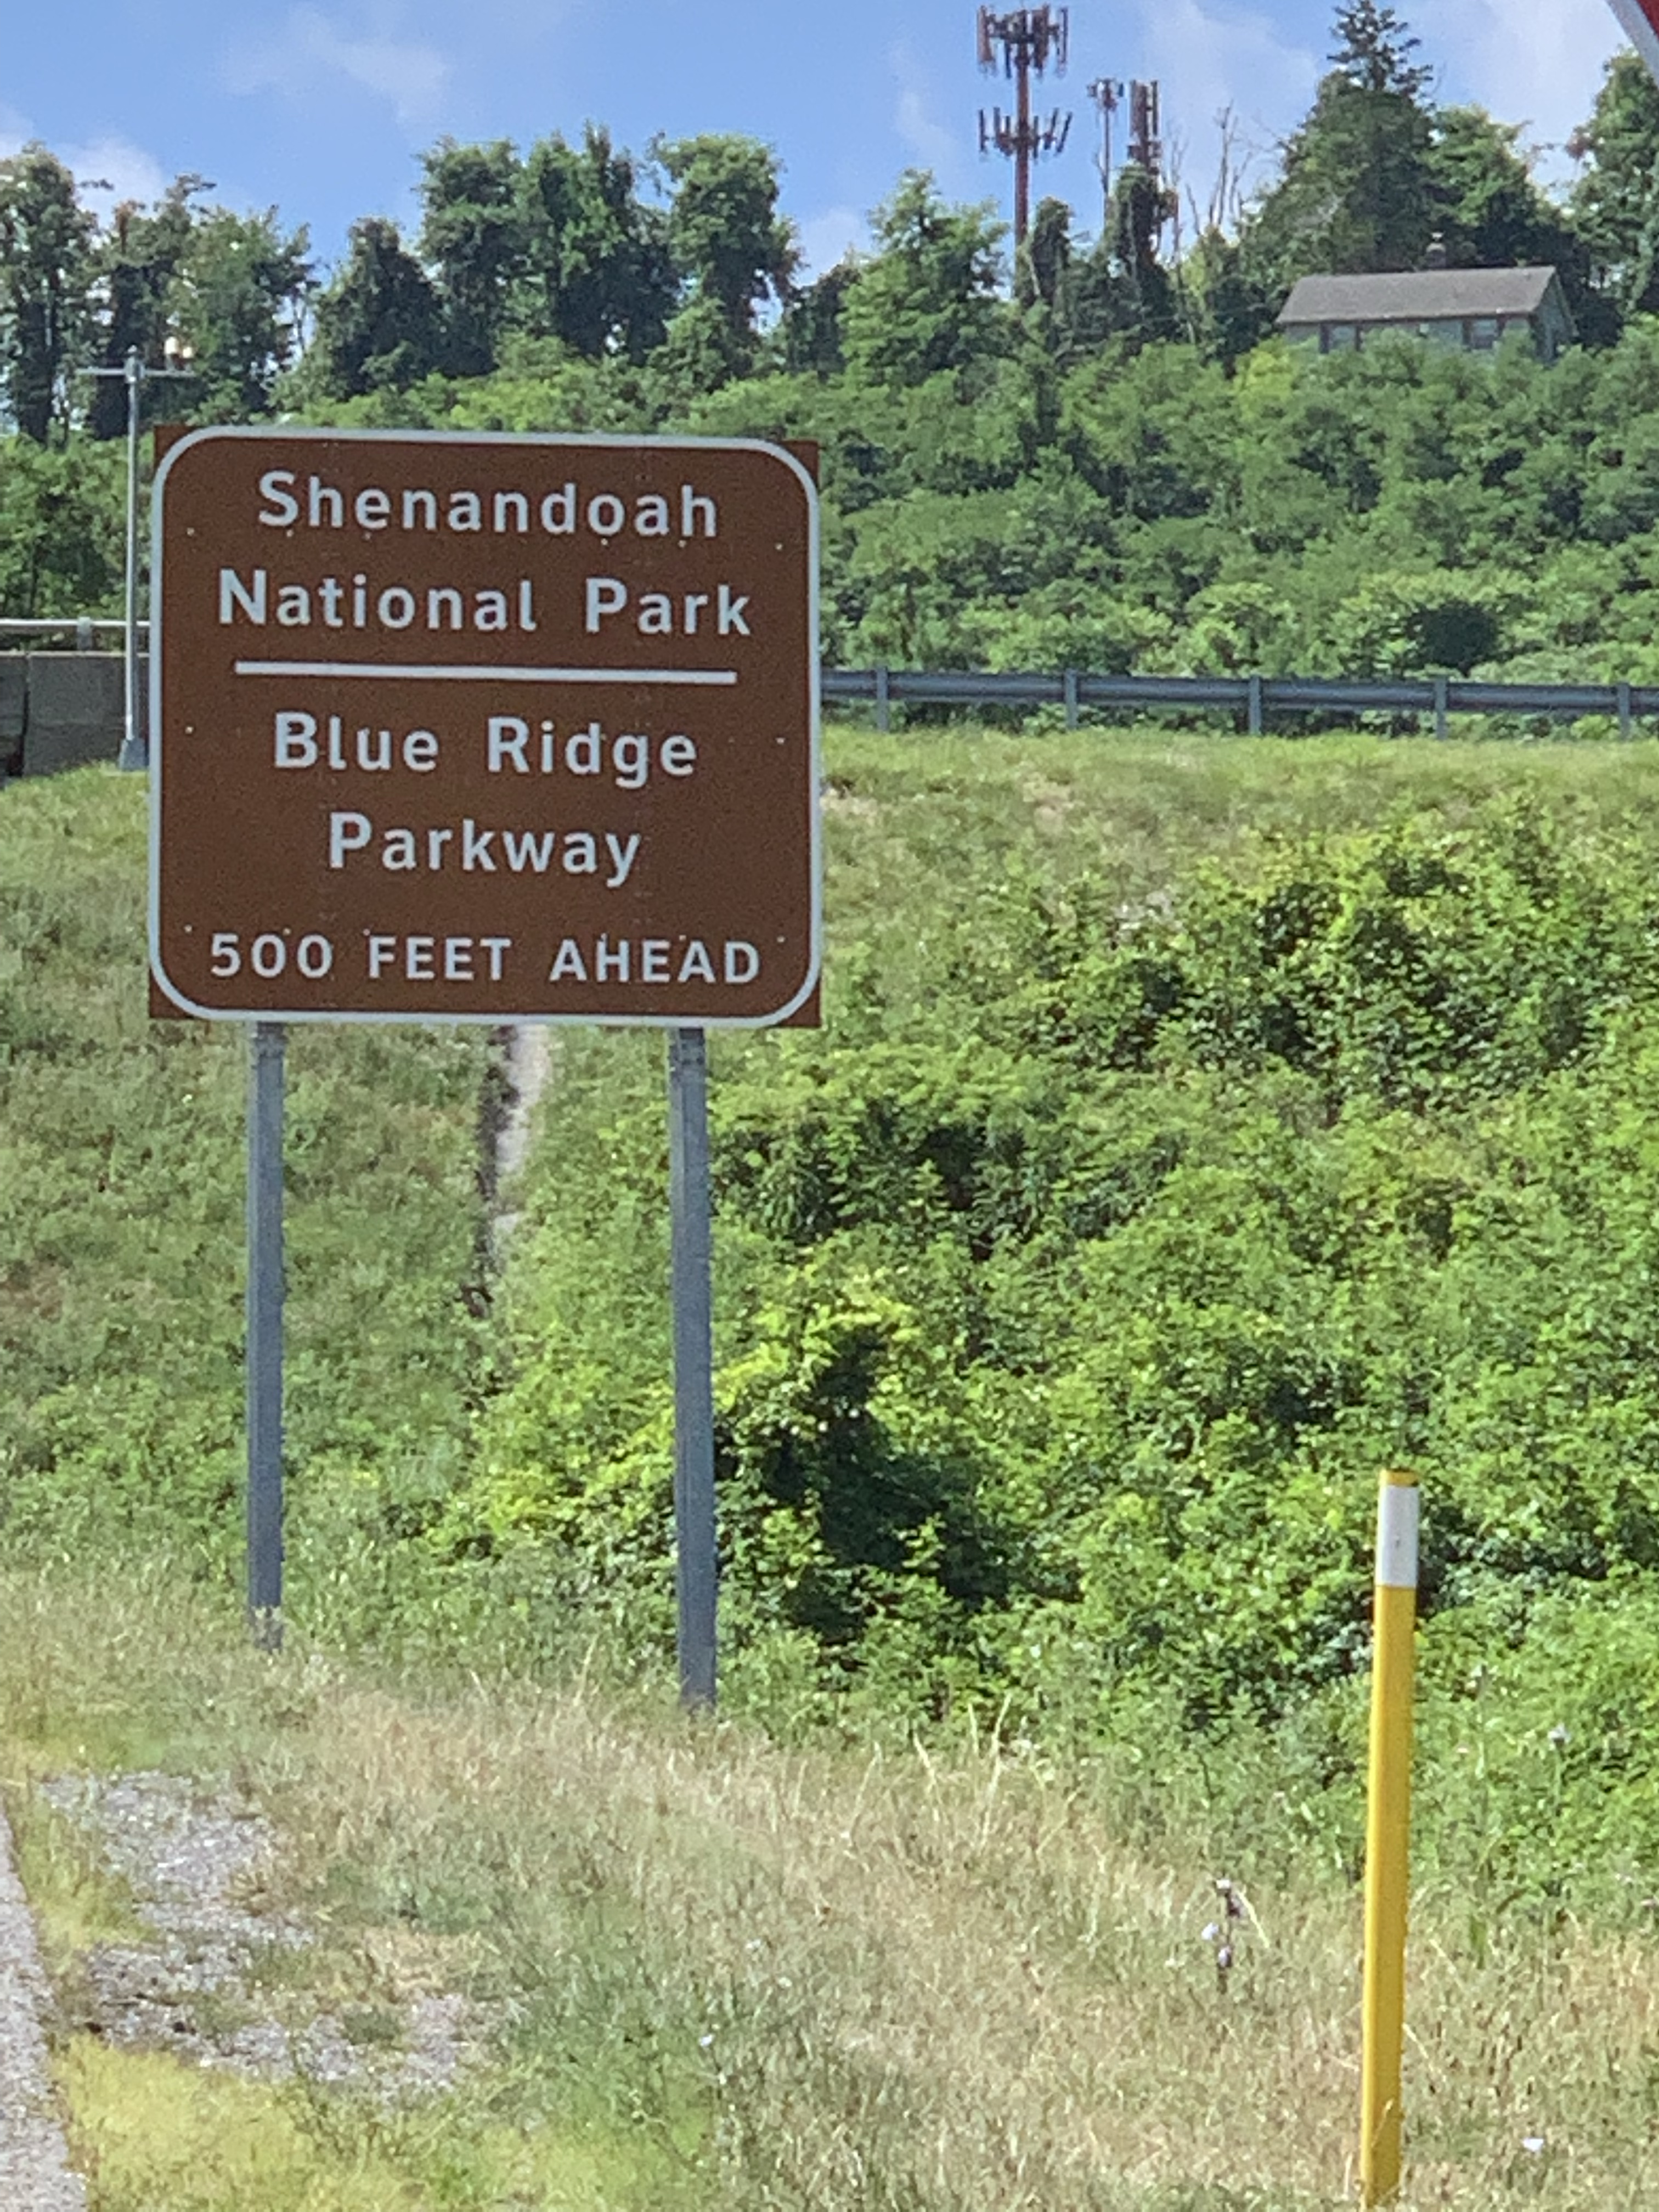 Shenandoah
National Park
Blue Ridge
Parkway
500 FEET AHEAD